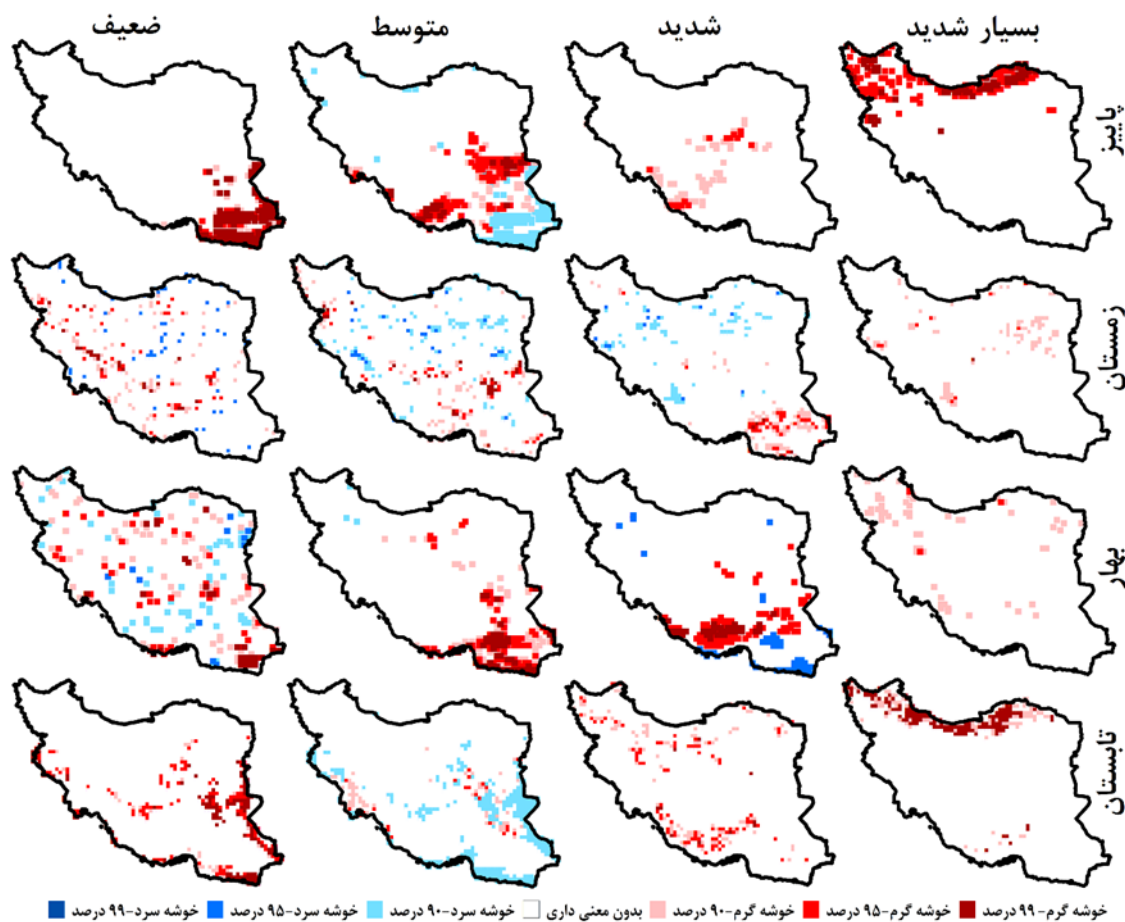 بسیار شدید
شدید
متوسط
ضعیف
پاییز
زمستان
بهار
تابستان
خوشه گرم-۹۹ درصد
خوشه گرم-۹۵ درصد
خوشه گرم-۹۰ درصد
بدون معنی داری
خوشه سرد-۹۰ درصد
خوشه سرد-۹۵ درصد
خوشه سرد-۹۹ درصد